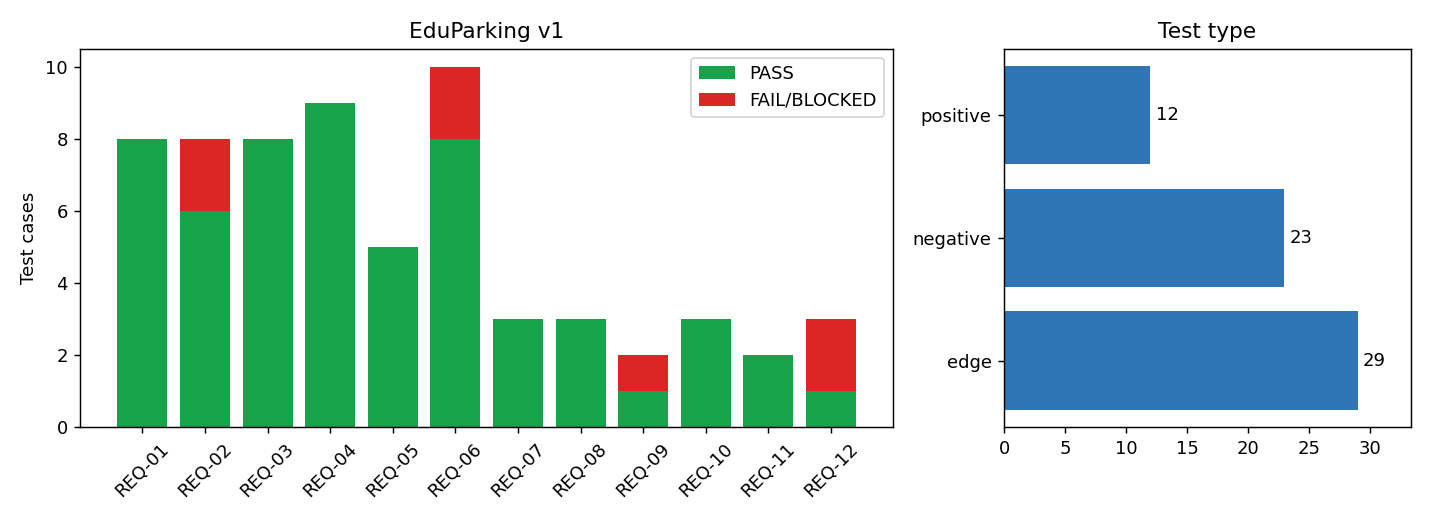 EduParking v1
Test cases
10
8
6
4
2
0
PASS
FAIL/BLOCKED
REQ-01
REQ-02
REQ-03
REQ-04
REQ-05
REQ-06
REQ-07
REQ-08
REQ-09
REQ-10
REQ-11
REQ-12
Test type
positive
12
negative
23
edge
29
0 5 10 15 20 25 30